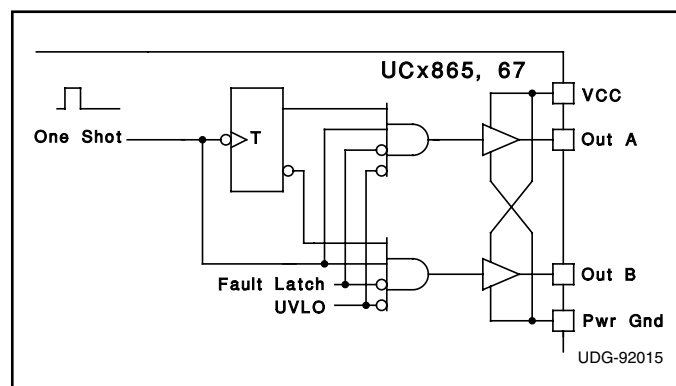 UCx865, 67
VCC
One Shot
T
Out A
Fault Latch
UVLO
Out B
Pwr Gnd
UDG-92015